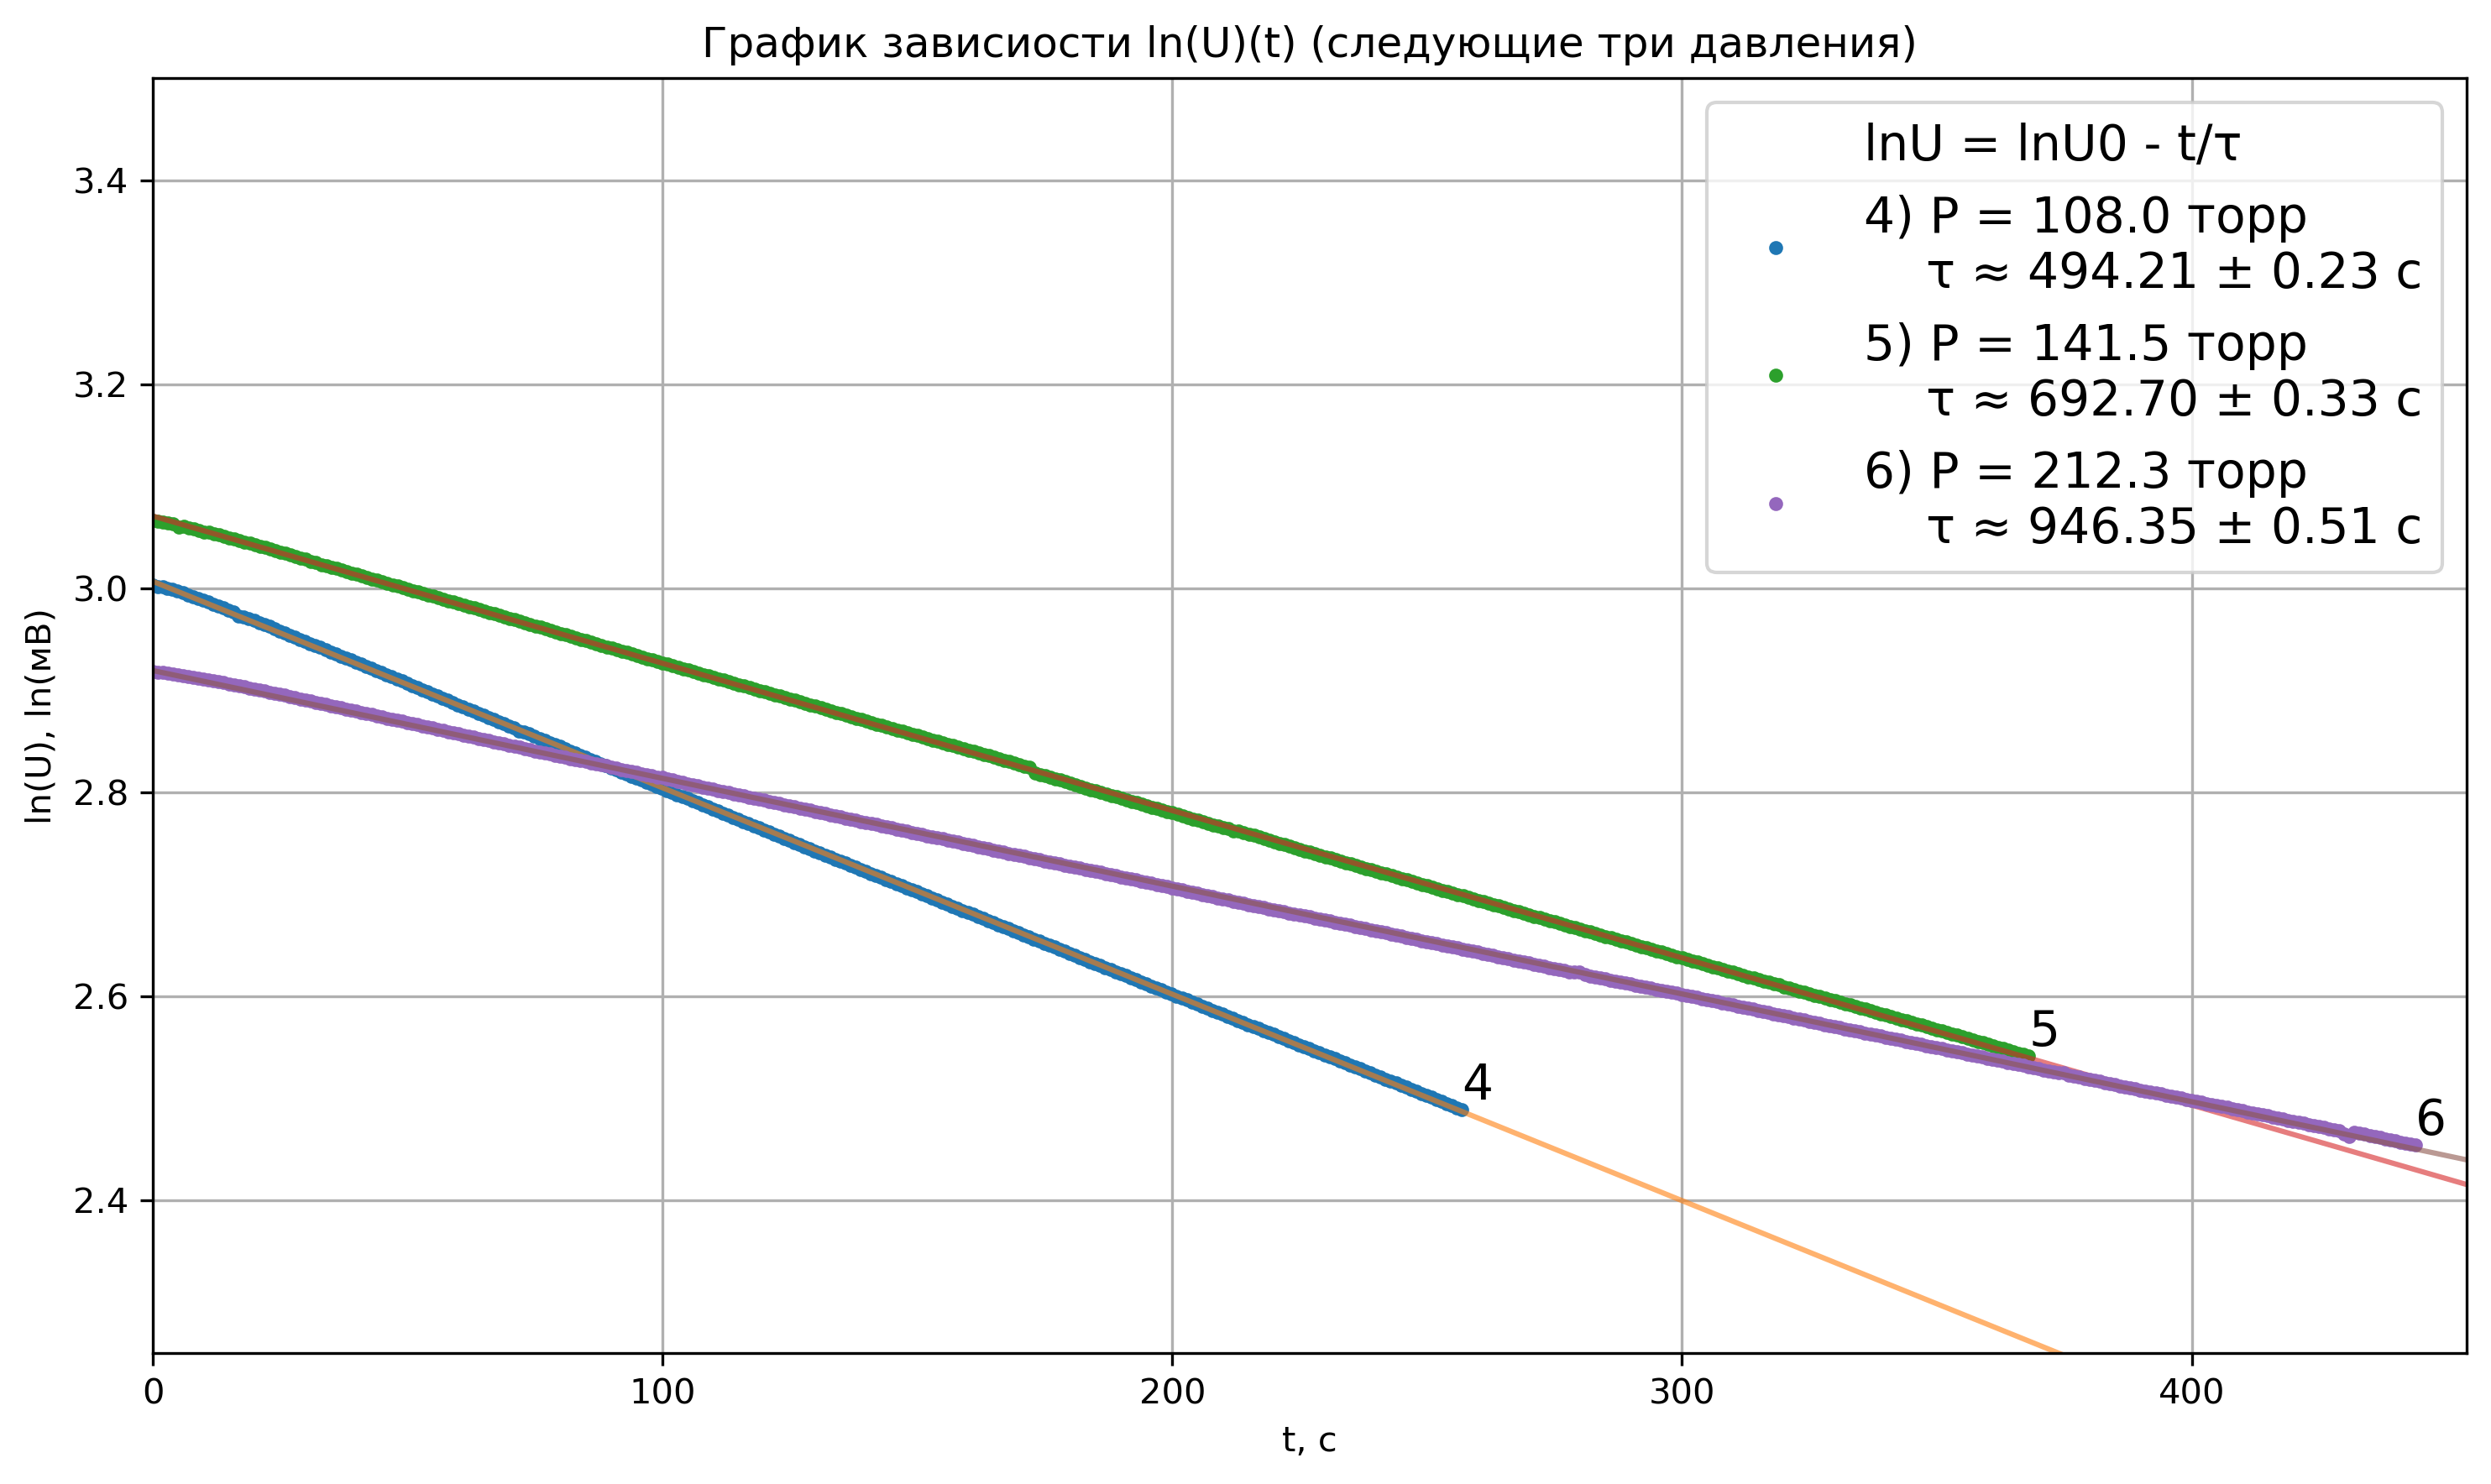 График зависиости ln(U)(t) (следующие три давления)
ln(U), ln(мВ)
3.4
3.2
3.0
2.8
2.6
2.4
lnU = lnU0 - t/τ
4) P = 108.0 торр
τ ≈ 494.21 ± 0.23 с
5) P = 141.5 торр
τ ≈ 692.70 ± 0.33 с
6) P = 212.3 торр
τ ≈ 946.35 ± 0.51 с
5
4
6
0 100 200 300 400
t, с